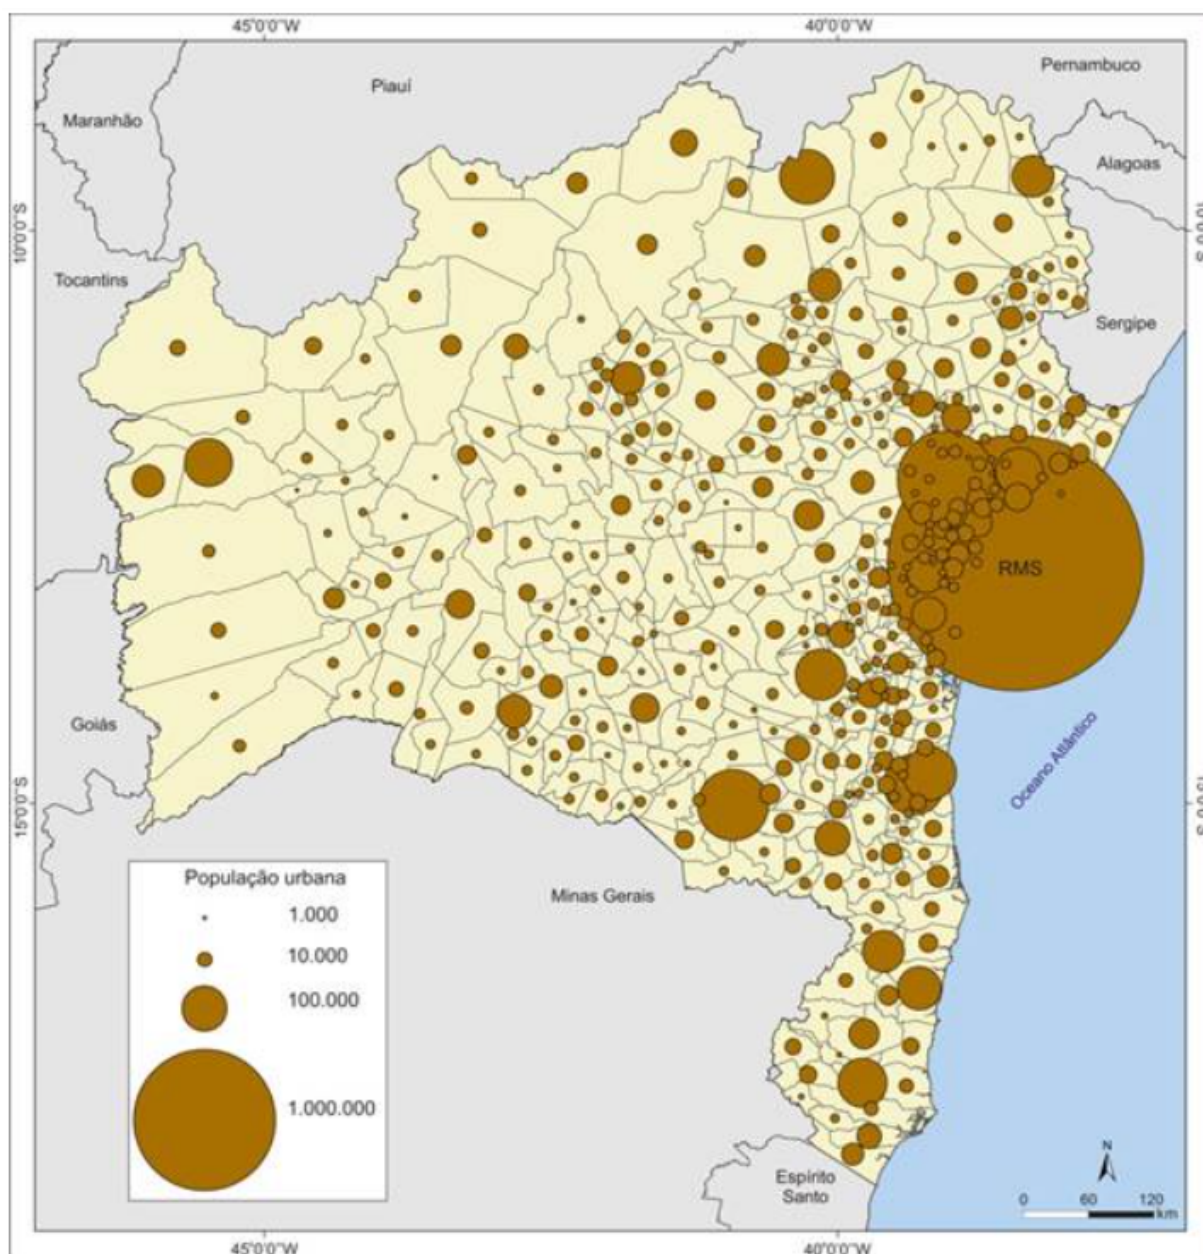 45°0'0"W
40°0'0"W
Pernambuco
Piauí
Maranhão
Alagoas
10°0'0"S
Tocantins
Sergipe
RMS
Goiás
Oceano Atlântico
15°0'0"S
População urbana
1.000
10.000
100.000
1.000.000
Minas Gerais
Espírito
Santo
N
0 60 120
km
45°0'0"W
40°0'0"W